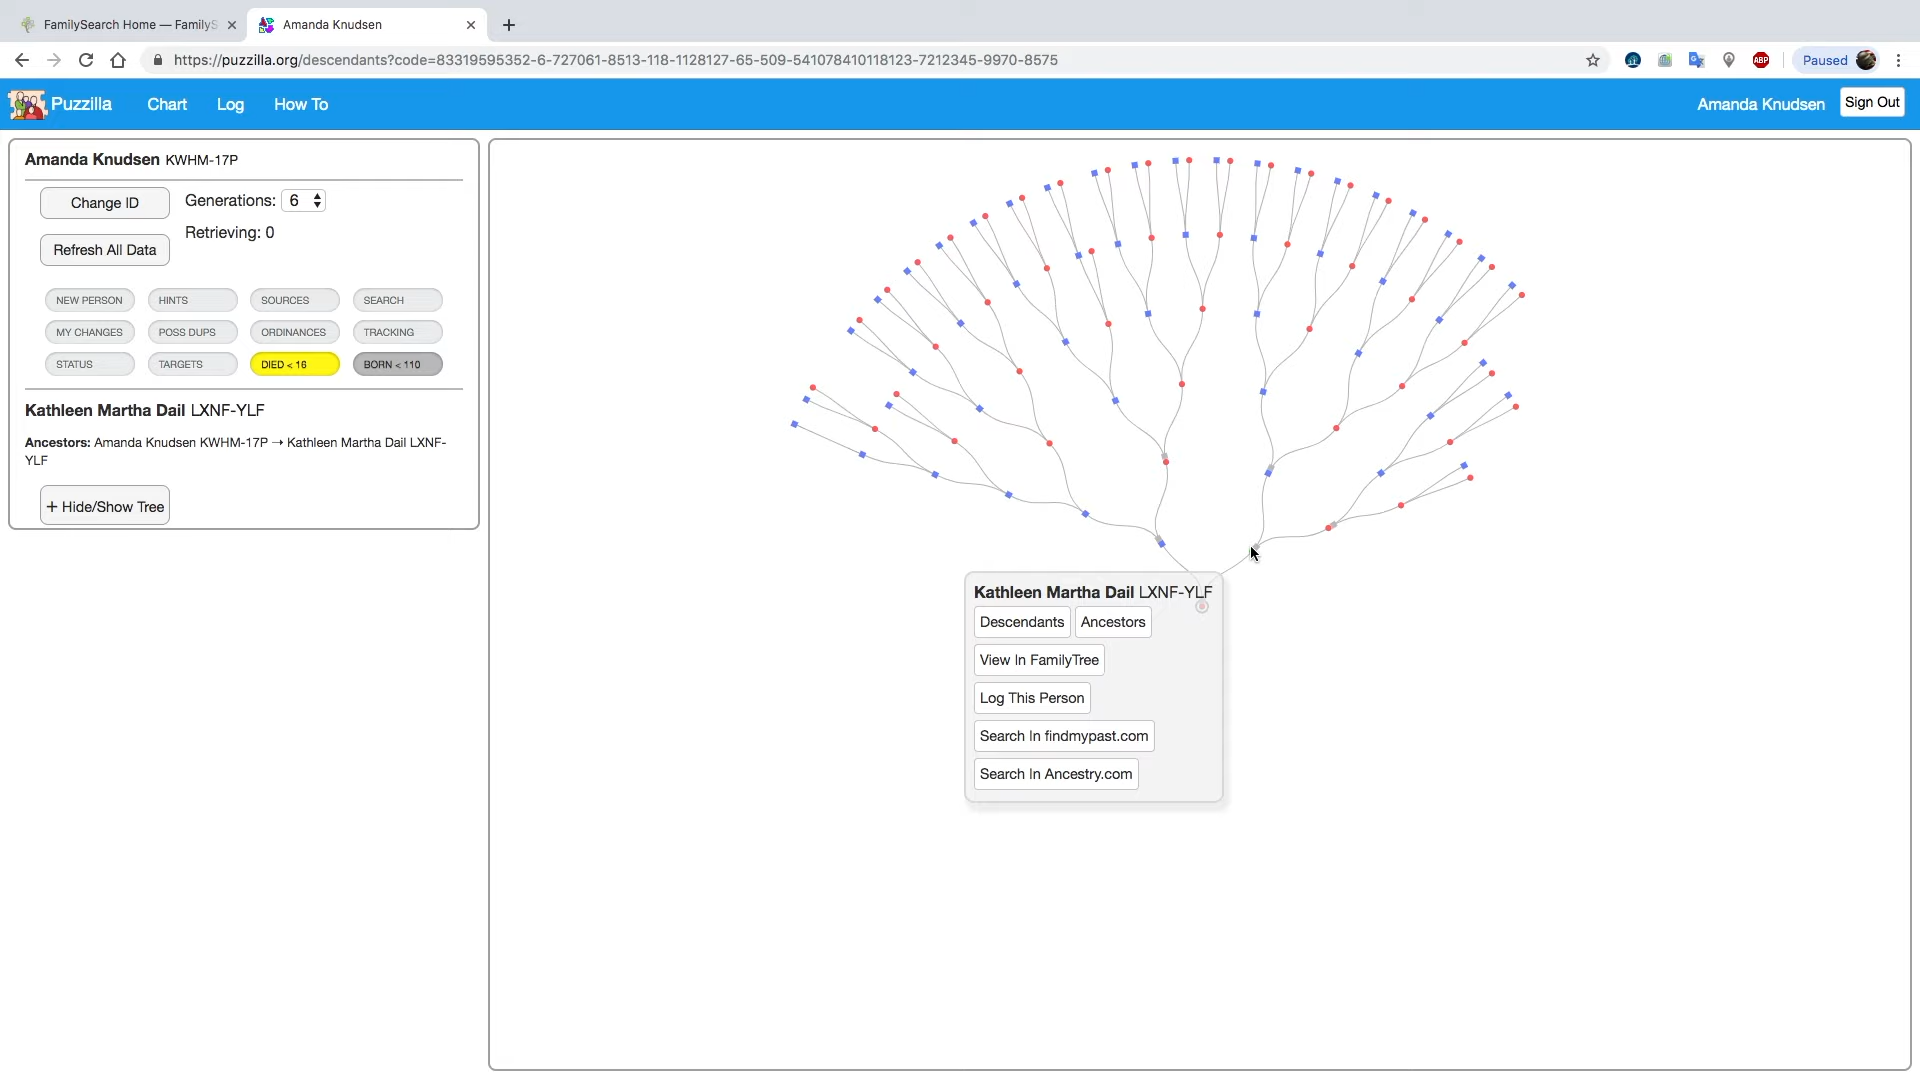 FamilySearch Home — FamilyS
Amanda Knudsen
https://puzzilla.org/descendants?code=83319595352-6-727061-8513-118-1128127-65-509-541078410118123-7212345-9970-8575
ABP
Paused
Puzzilla
Chart
Log
How To
Amanda Knudsen
Sign Out
Amanda Knudsen KWHM-17P
Change ID
Generations: 6
Retrieving: 0
Refresh All Data
NEW PERSON
HINTS
SOURCES
SEARCH
MY CHANGES
POSS DUPS
ORDINANCES
TRACKING
STATUS
TARGETS
DIED < 16
BORN < 110
Kathleen Martha Dail LXNF-YLF
Ancestors: Amanda Knudsen KWHM-17P → Kathleen Martha Dail LXNF-
YLF
+ Hide/Show Tree
Kathleen Martha Dail LXNF-YLF
Descendants
Ancestors
View In FamilyTree
Log This Person
Search In findmypast.com
Search In Ancestry.com